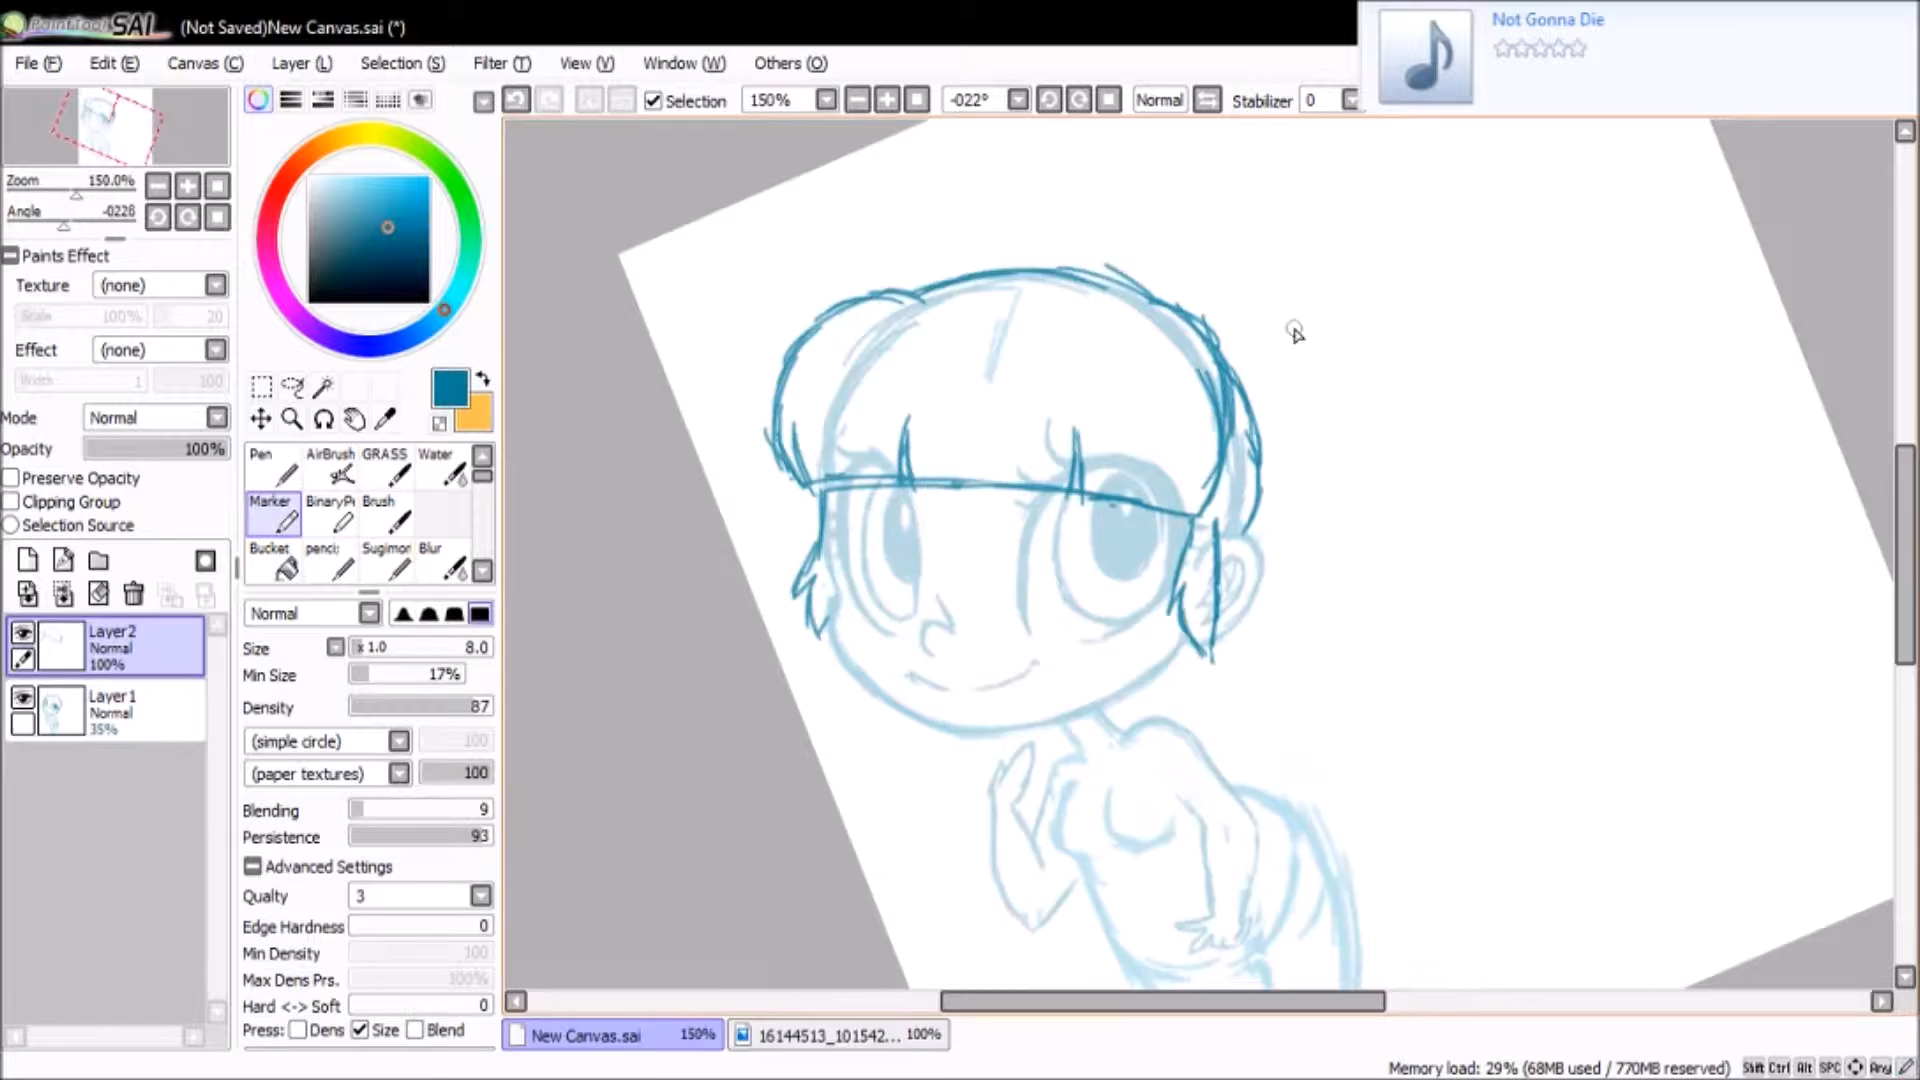 PaintTool SAI
(Not Saved)New Canvas.sai (*)
Not Gonna Die
File (F)
Edit (E)
Canvas (C)
Layer (L)
Selection (S)
Filter (T)
View (V)
Window (W)
Others (O)
Selection
150%
-022°
Normal
Stabilizer
0
Zoom
150.0%
Angle
-022ß
Paints Effect
Texture
(none)
Scale
100%
20
Effect
(none)
Width
1
100
Mode
Normal
Opacity
100%
Preserve Opacity
Clipping Group
Selection Source
Layer2
Normal
100%
Layer1
Normal
35%
Pen
AirBrush
GRASS
Water
Marker
BinaryPe
Brush
Bucket
pencil
Sugimor
Blur
Normal
Size
x 1.0
8.0
Min Size
17%
Density
87
(simple circle)
100
(paper textures)
100
Blending
9
Persistence
93
Advanced Settings
Qualty
3
Edge Hardness
0
Min Density
100
Max Dens Prs.
100%
Hard <-> Soft
0
Press:
Dens
Size
Blend
New Canvas.sai
150%
16144513_101542...
100%
Memory load: 29% (68MB used / 770MB reserved)
Shift Ctrl Alt SPC
Any